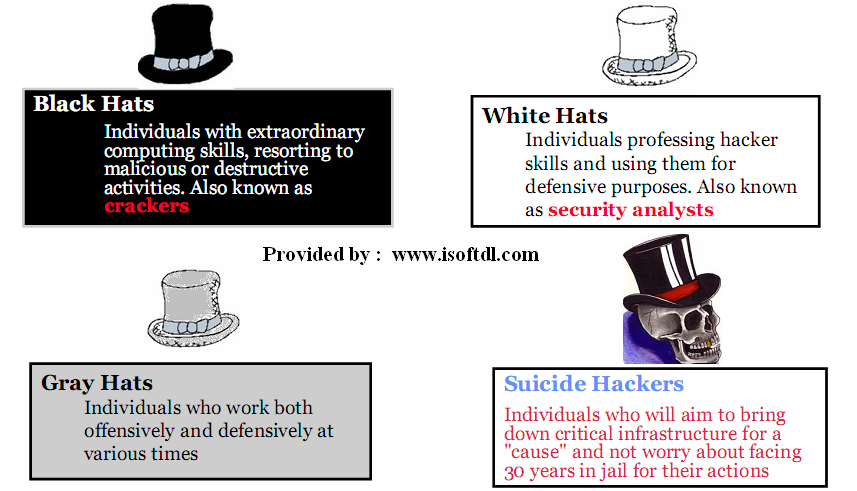 Black Hats
Individuals with extraordinary
computing skills, resorting to
malicious or destructive
activities. Also known as
crackers
White Hats
Individuals professing hacker
skills and using them for
defensive purposes. Also known
as security analysts
Provided by : www.isoftdl.com
Gray Hats
Individuals who work both
offensively and defensively at
various times
Suicide Hackers
Individuals who will aim to bring
down critical infrastructure for a
"cause" and not worry about facing
30 years in jail for their actions